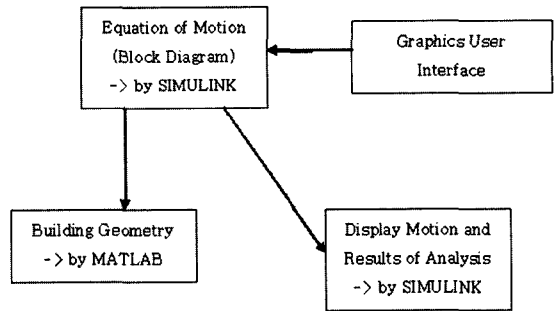 Equation of Motion
(Block Diagram)
-> by SIMULINK
Graphics User
Interface
Building Geometry
-> by MATLAB
Display Motion and
Results of Analysis
-> by SIMULINK